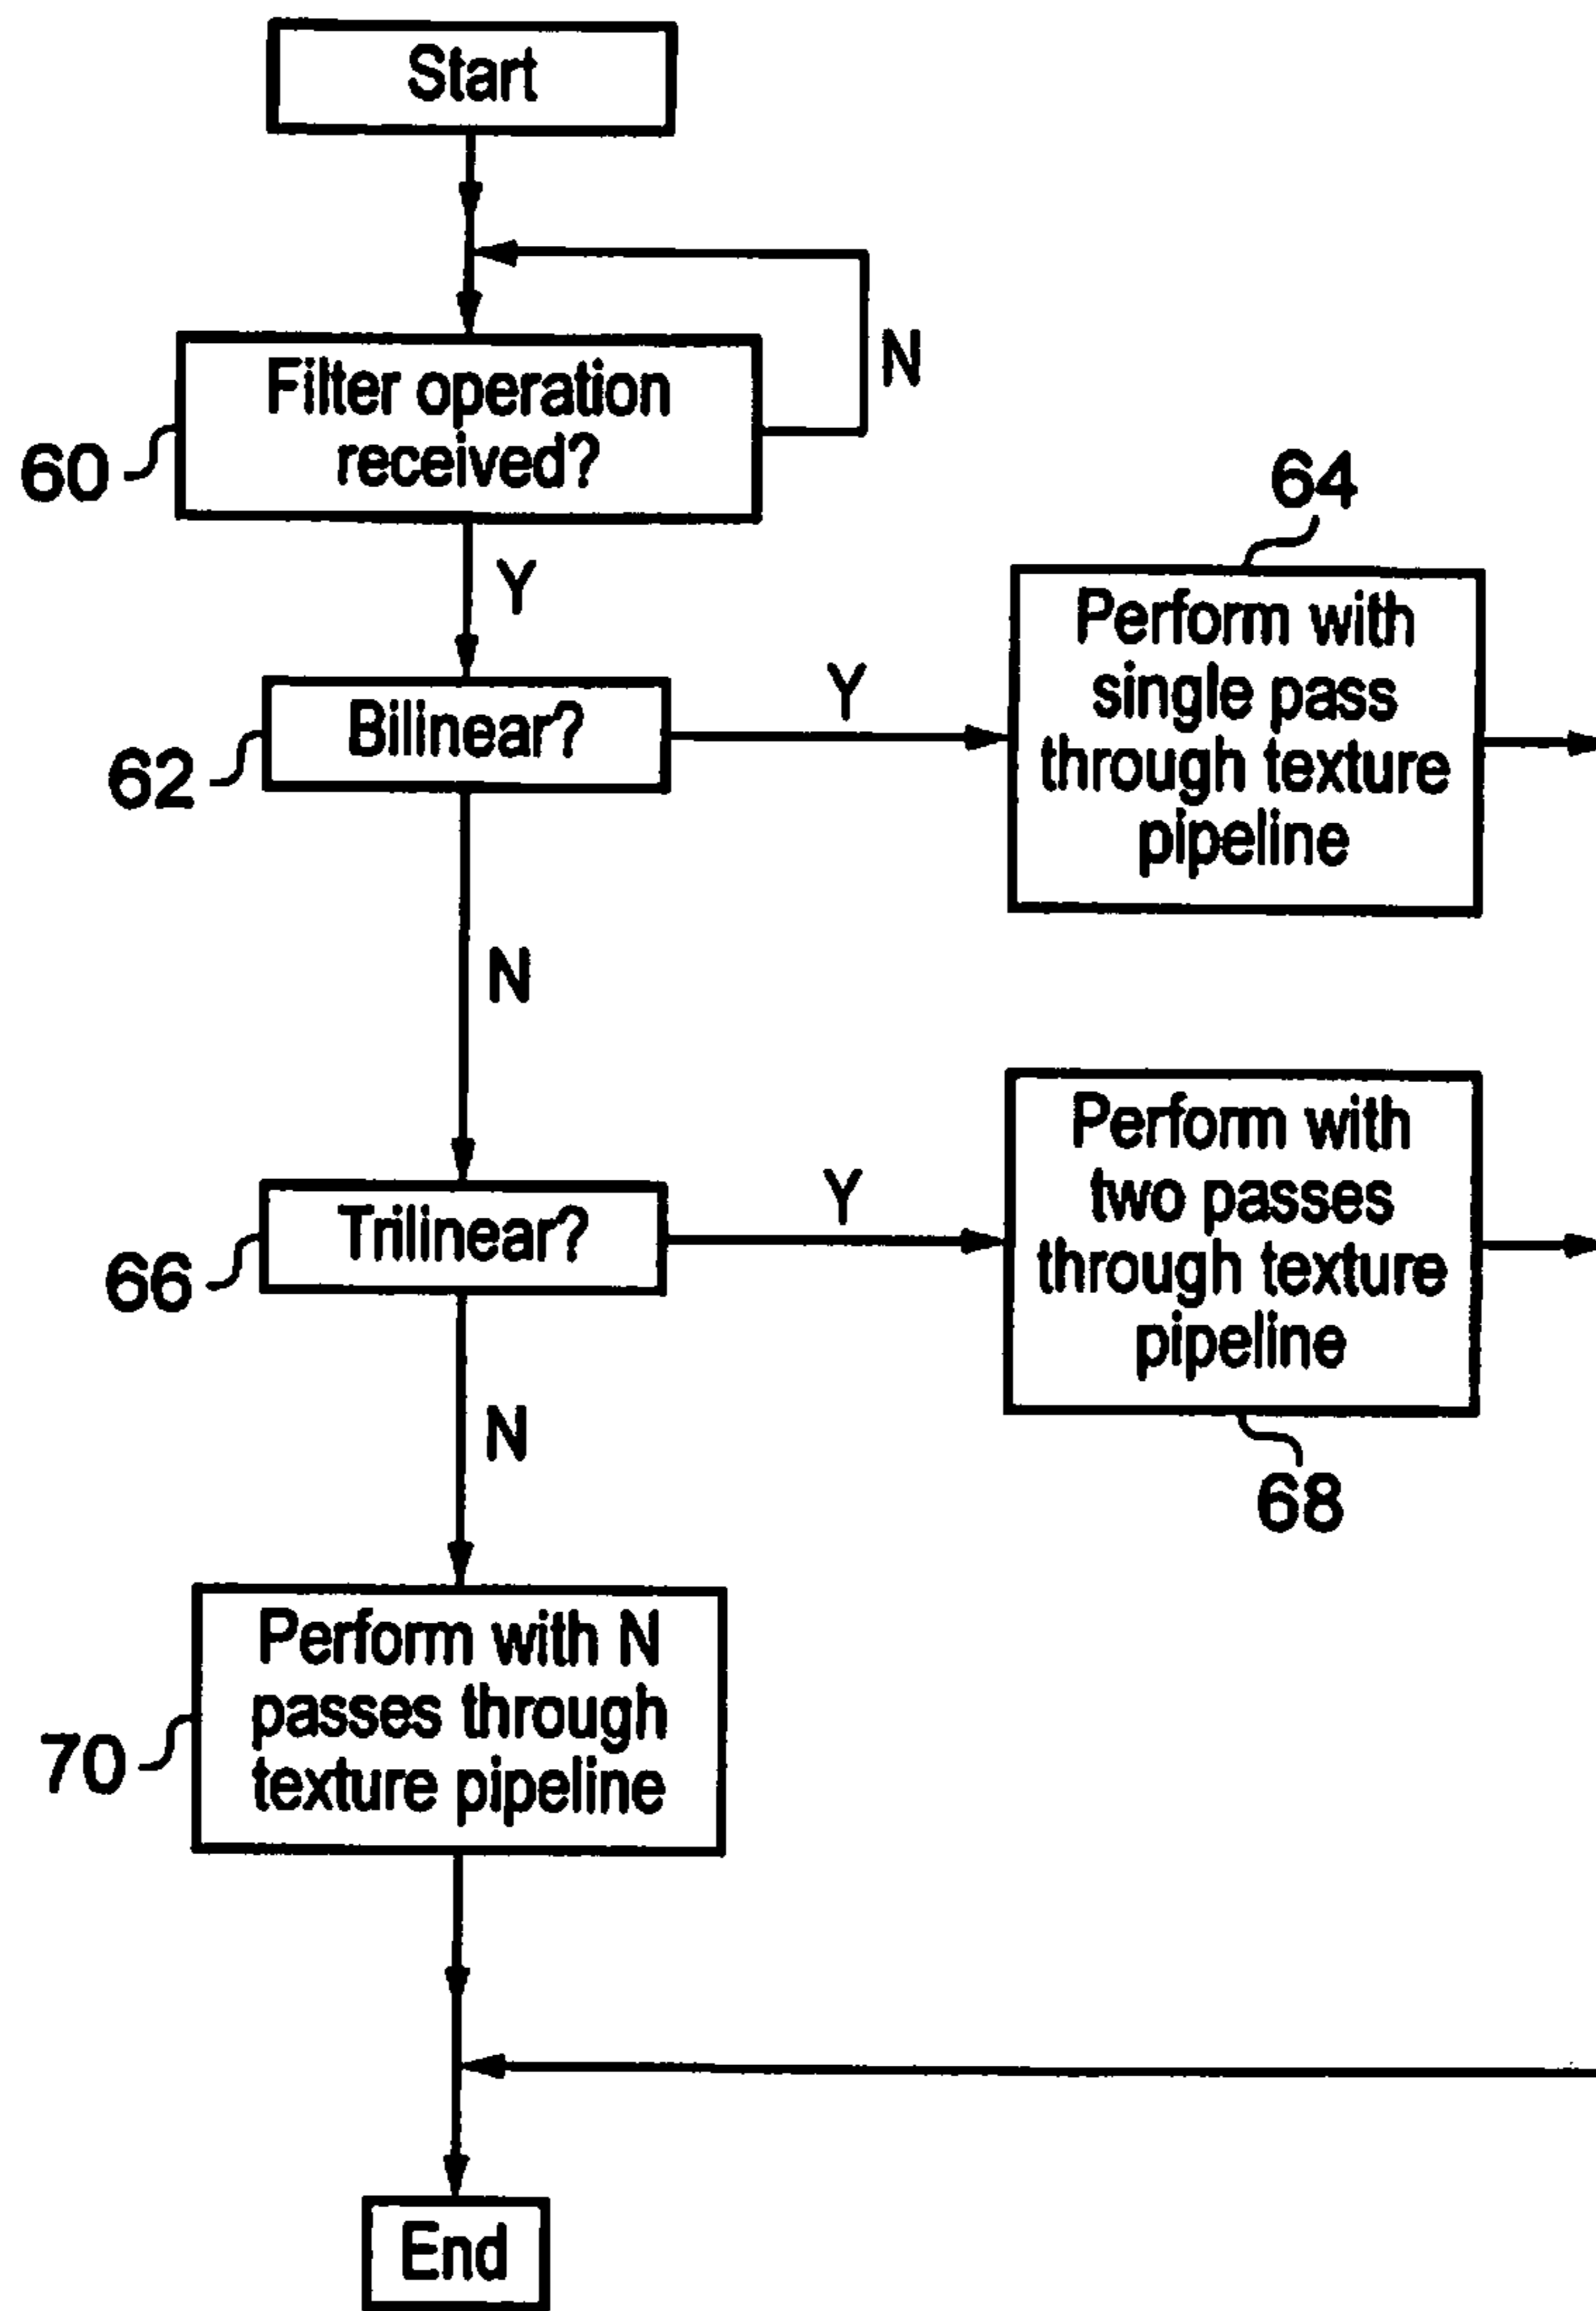 Start
N
Filter operation
received?
60
Y
64
Perform with
single pass
through texture
pipeline
Bilinear?
Y
62
N
Perform with
two passes
through texture
pipeline
Trilinear?
Y
66
N
68
Perform with N
passes through
texture pipeline
70
End